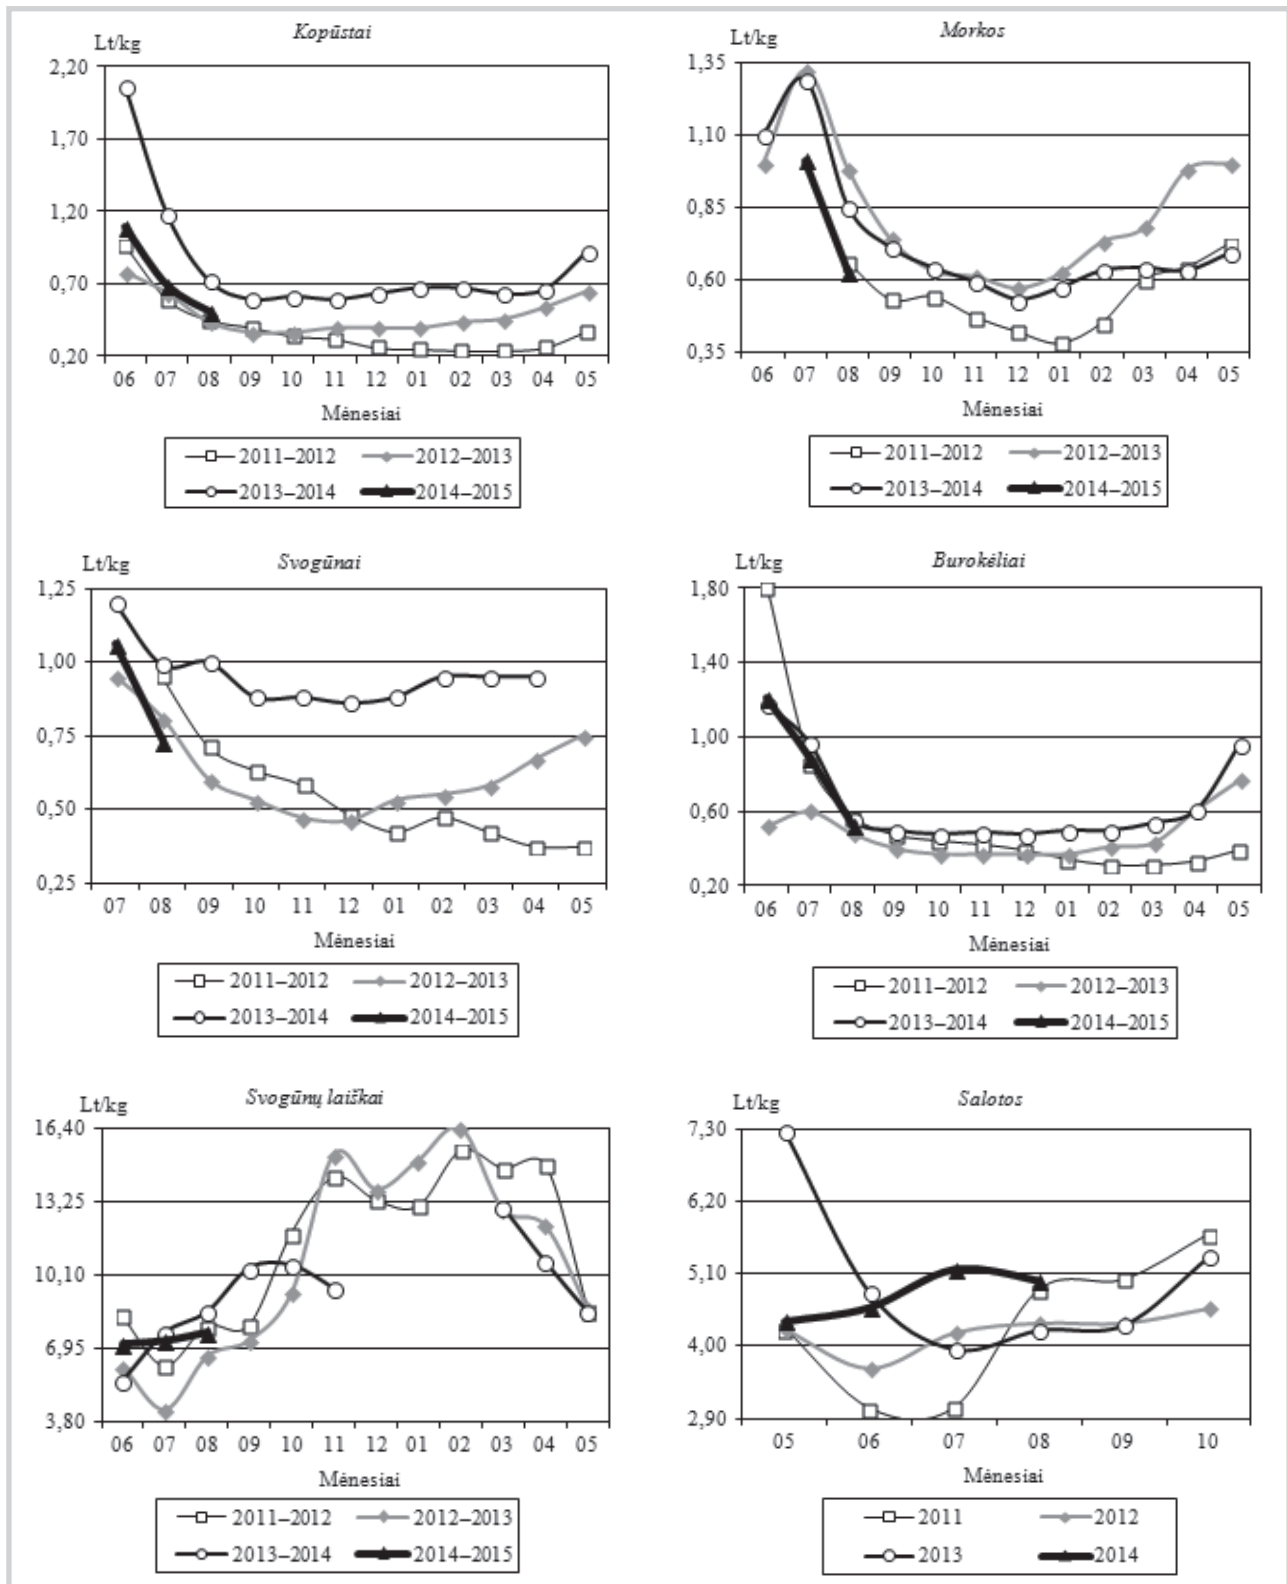 Kopūstai
Lt/kg
2,20
1,70
1,20
0,70
0,20
06 07 08 09 10 11 12 01 02 03 04 05
Mėnesiai
2011–2012 2012–2013
2013–2014 2014–2015
Morkos
Lt/kg
1,35
1,10
0,85
0,60
0,35
06 07 08 09 10 11 12 01 02 03 04 05
Mėnesiai
2011–2012 2012–2013
2013–2014 2014–2015
Svogūnai
Lt/kg
1,25
1,00
0,75
0,50
0,25
07 08 09 10 11 12 01 02 03 04 05
Mėnesiai
2011–2012 2012–2013
2013–2014 2014–2015
Burokėliai
Lt/kg
1,80
1,40
1,00
0,60
0,20
06 07 08 09 10 11 12 01 02 03 04 05
Mėnesiai
2011–2012 2012–2013
2013–2014 2014–2015
Svogūnų laiškai
Lt/kg
16,40
13,25
10,10
6,95
3,80
06 07 08 09 10 11 12 01 02 03 04 05
Mėnesiai
2011–2012 2012–2013
2013–2014 2014–2015
Salotos
Lt/kg
7,30
6,20
5,10
4,00
2,90
05 06 07 08 09 10
Mėnesiai
2011 2012
2013 2014